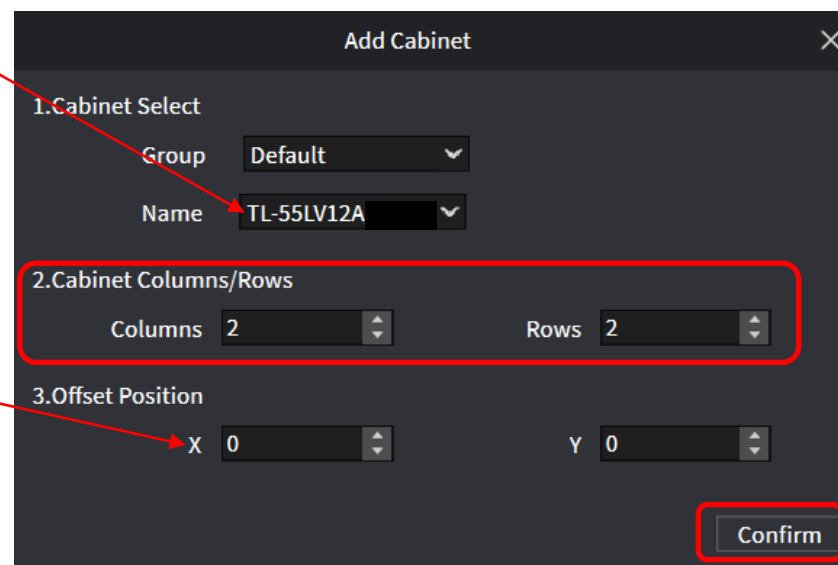 Add Cabinet
1.Cabinet Select
Group Default
Name TL-55LV12A
2.Cabinet Columns/Rows
Columns 2 Rows 2
3.Offset Position
X 0 Y 0
Confirm